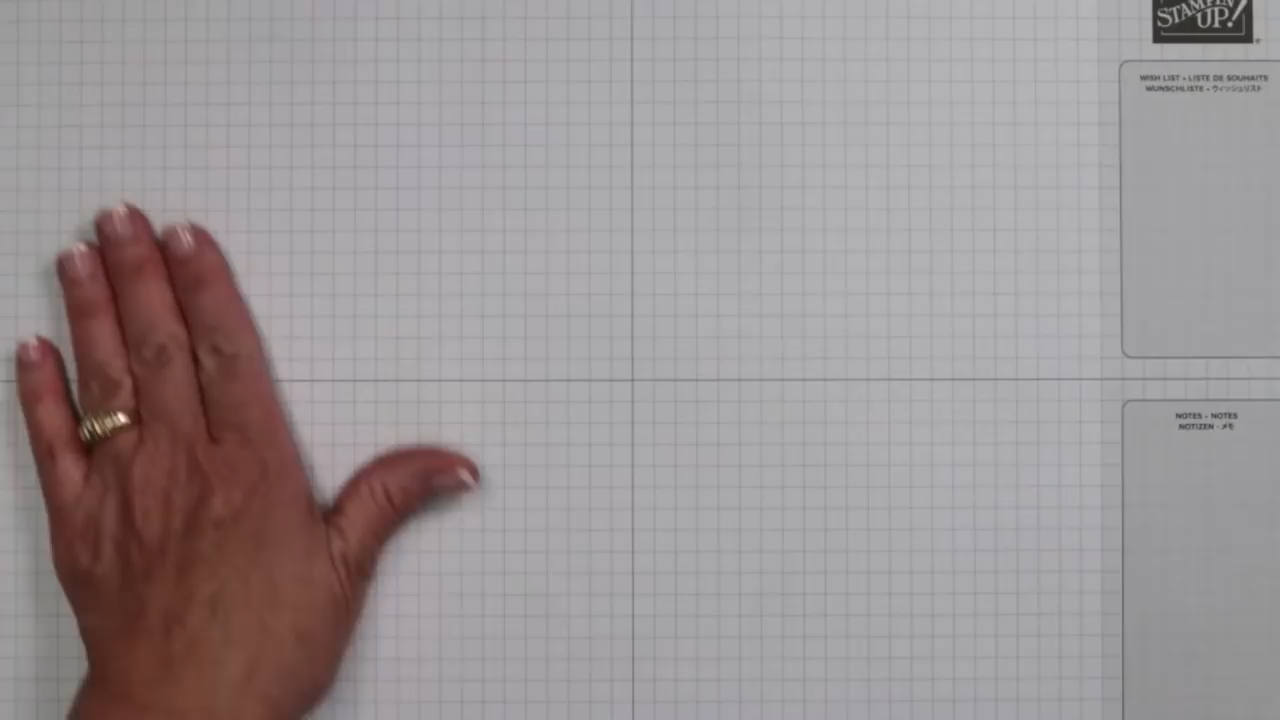 STAMPIN'
UP!
WISH LIST • LISTE DE SOUHAITS
WUNSCHLISTE • ウィッシュリスト
NOTES • NOTES
NOTIZEN • メモ